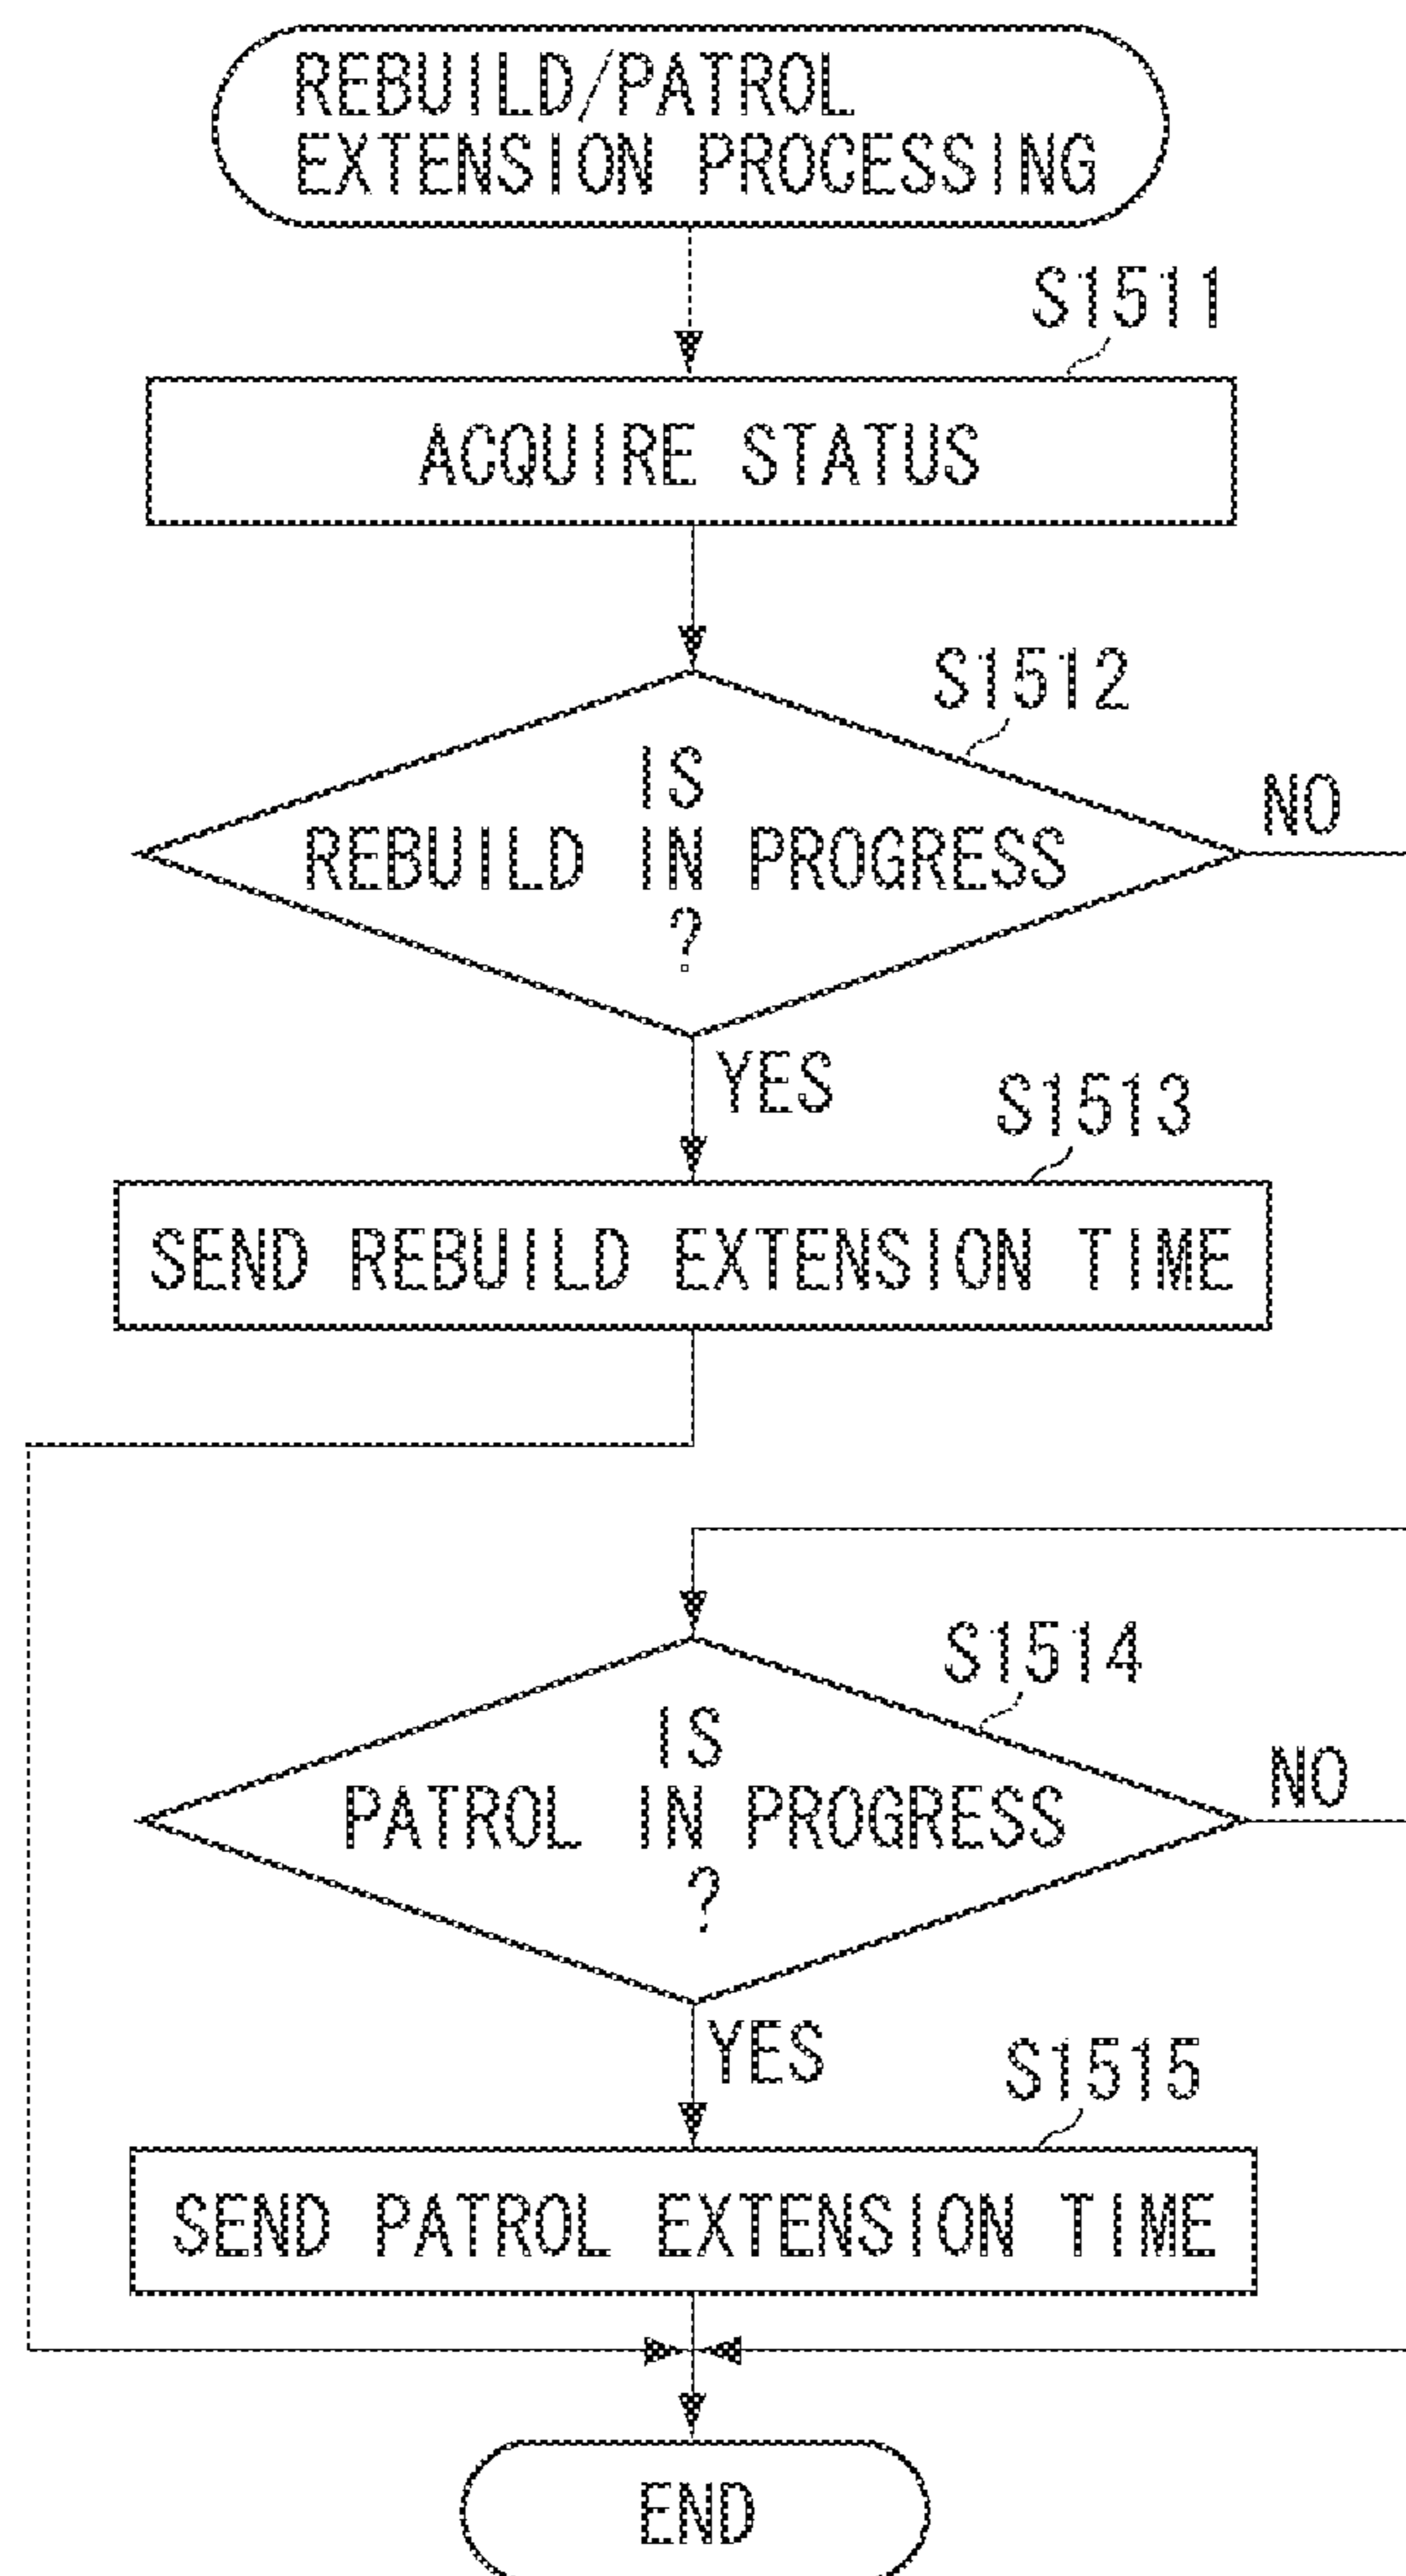 REBUILD/PATROL
EXTENSION PROCESSING
S1511
ACQUIRE STATUS
S1512
IS
REBUILD IN PROGRESS
?
NO
YES
S1513
SEND REBUILD EXTENSION TIME
S1514
IS
PATROL IN PROGRESS
?
NO
YES
S1515
SEND PATROL EXTENSION TIME
END